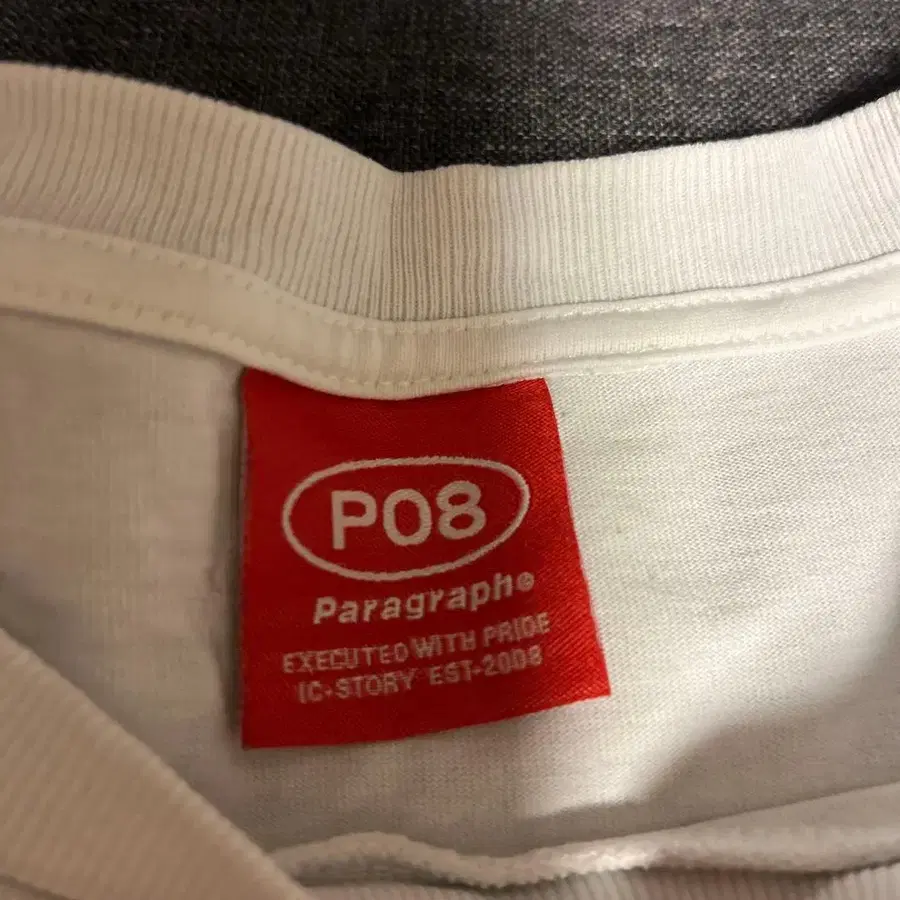 P08
Paragraph®
EXECUTED WITH PRIDE
IC-STORY EST-2008